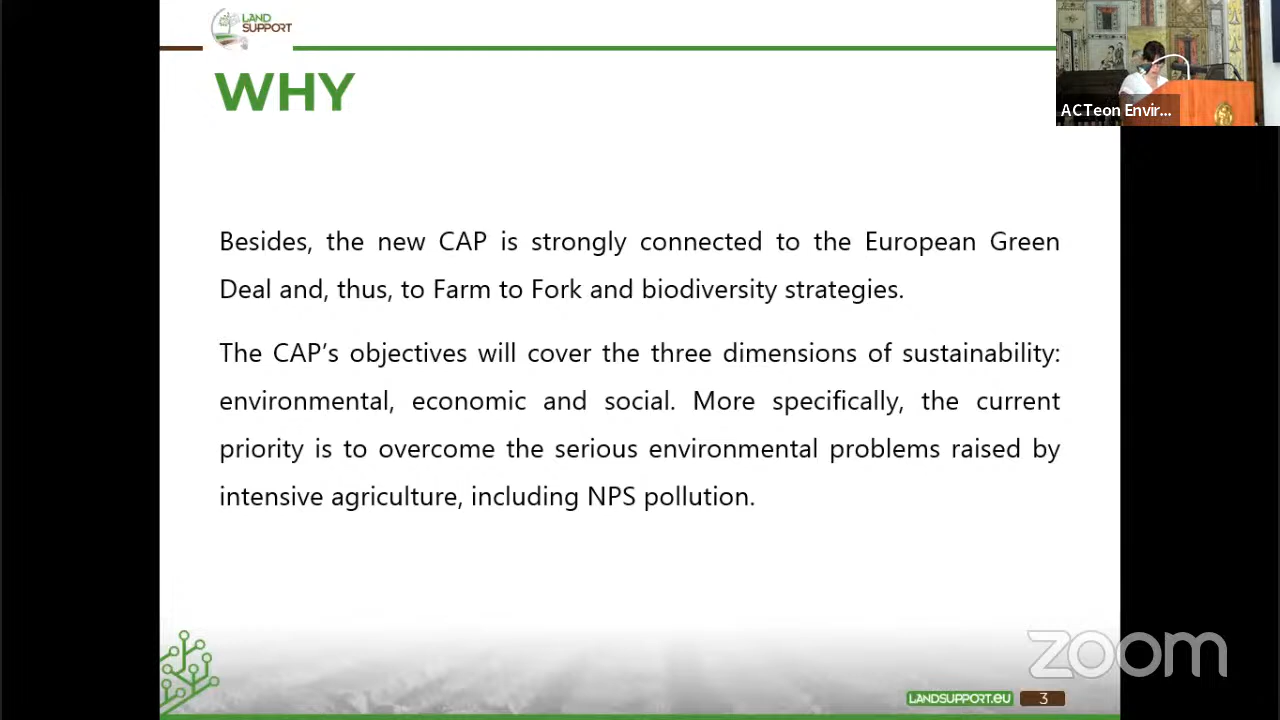 LAND
SUPPORT
WHY
ACTeon Envir...
Besides, the new CAP is strongly connected to the European Green
Deal and, thus, to Farm to Fork and biodiversity strategies.
The CAP’s objectives will cover the three dimensions of sustainability:
environmental, economic and social. More specifically, the current
priority is to overcome the serious environmental problems raised by
intensive agriculture, including NPS pollution.
zoom
LANDSUPPORT.EU 3